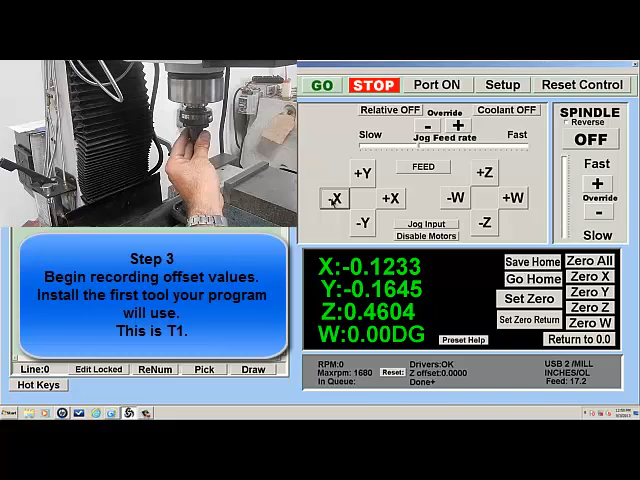 GO
STOP
Port ON
Setup
Reset Control
Relative OFF
Override
Coolant OFF
SPINDLE
Reverse
OFF
- +
Slow
Jog Feed rate
Fast
Fast
+
Override
-
Slow
+Y
FEED
+Z
-X
+X
-W
+W
-Y
Jog Input
-Z
Disable Motors
Step 3
Begin recording offset values.
Install the first tool your program
will use.
This is T1.
X:-0.1233
Y:-0.1645
Z:0.4604
W:0.00DG
Save Home
Zero All
Go Home
Zero X
Set Zero
Zero Y
Set Zero Return
Zero Z
Zero W
Preset Help
Return to 0.0
Line:0
Edit Locked
ReNum
Pick
Draw
Hot Keys
RPM:0
Maxrpm: 1680
In Queue:
Reset:
Drivers:OK
Z offset:0.0000
Done+
USB 2 /MILL
INCHES/OL
Feed: 17.2
Start